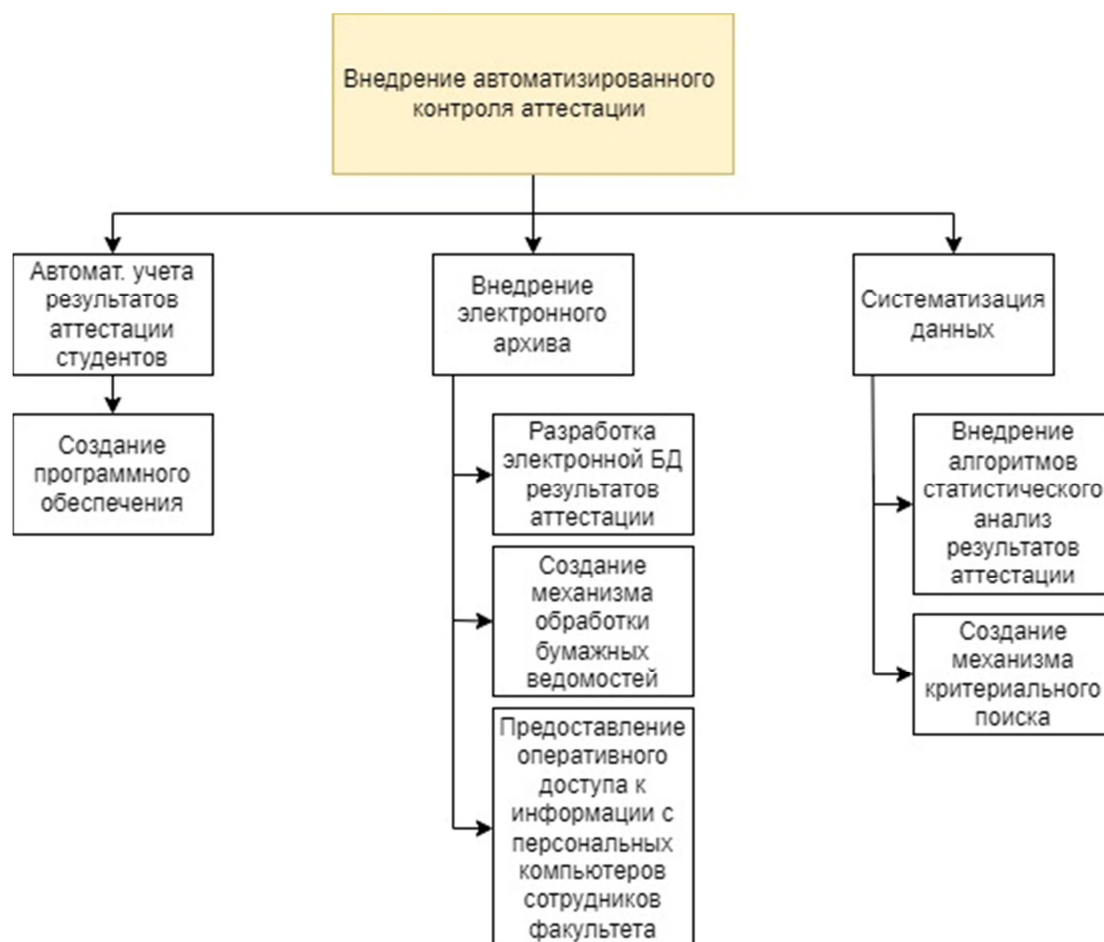 Внедрение автоматизированного
контроля аттестации
Автомат. учета
результатов
аттестации
студентов
Создание
программного
обеспечения
Внедрение
электронного
архива
Разработка
электронной БД
результатов
аттестации
Создание
механизма
обработки
бумажных
ведомостей
Предоставление
оперативного
доступа к
информации с
персональных
компьютеров
сотрудников
факультета
Систематизация
данных
Внедрение
алгоритмов
статистического
анализ
результатов
аттестации
Создание
механизма
критериального
поиска